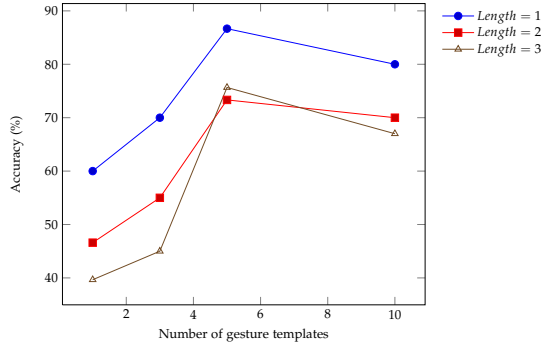 90
80
70
60
50
40
Accuracy (%)
2
4
6
8
10
Number of gesture templates
Length = 1
Length = 2
Length = 3